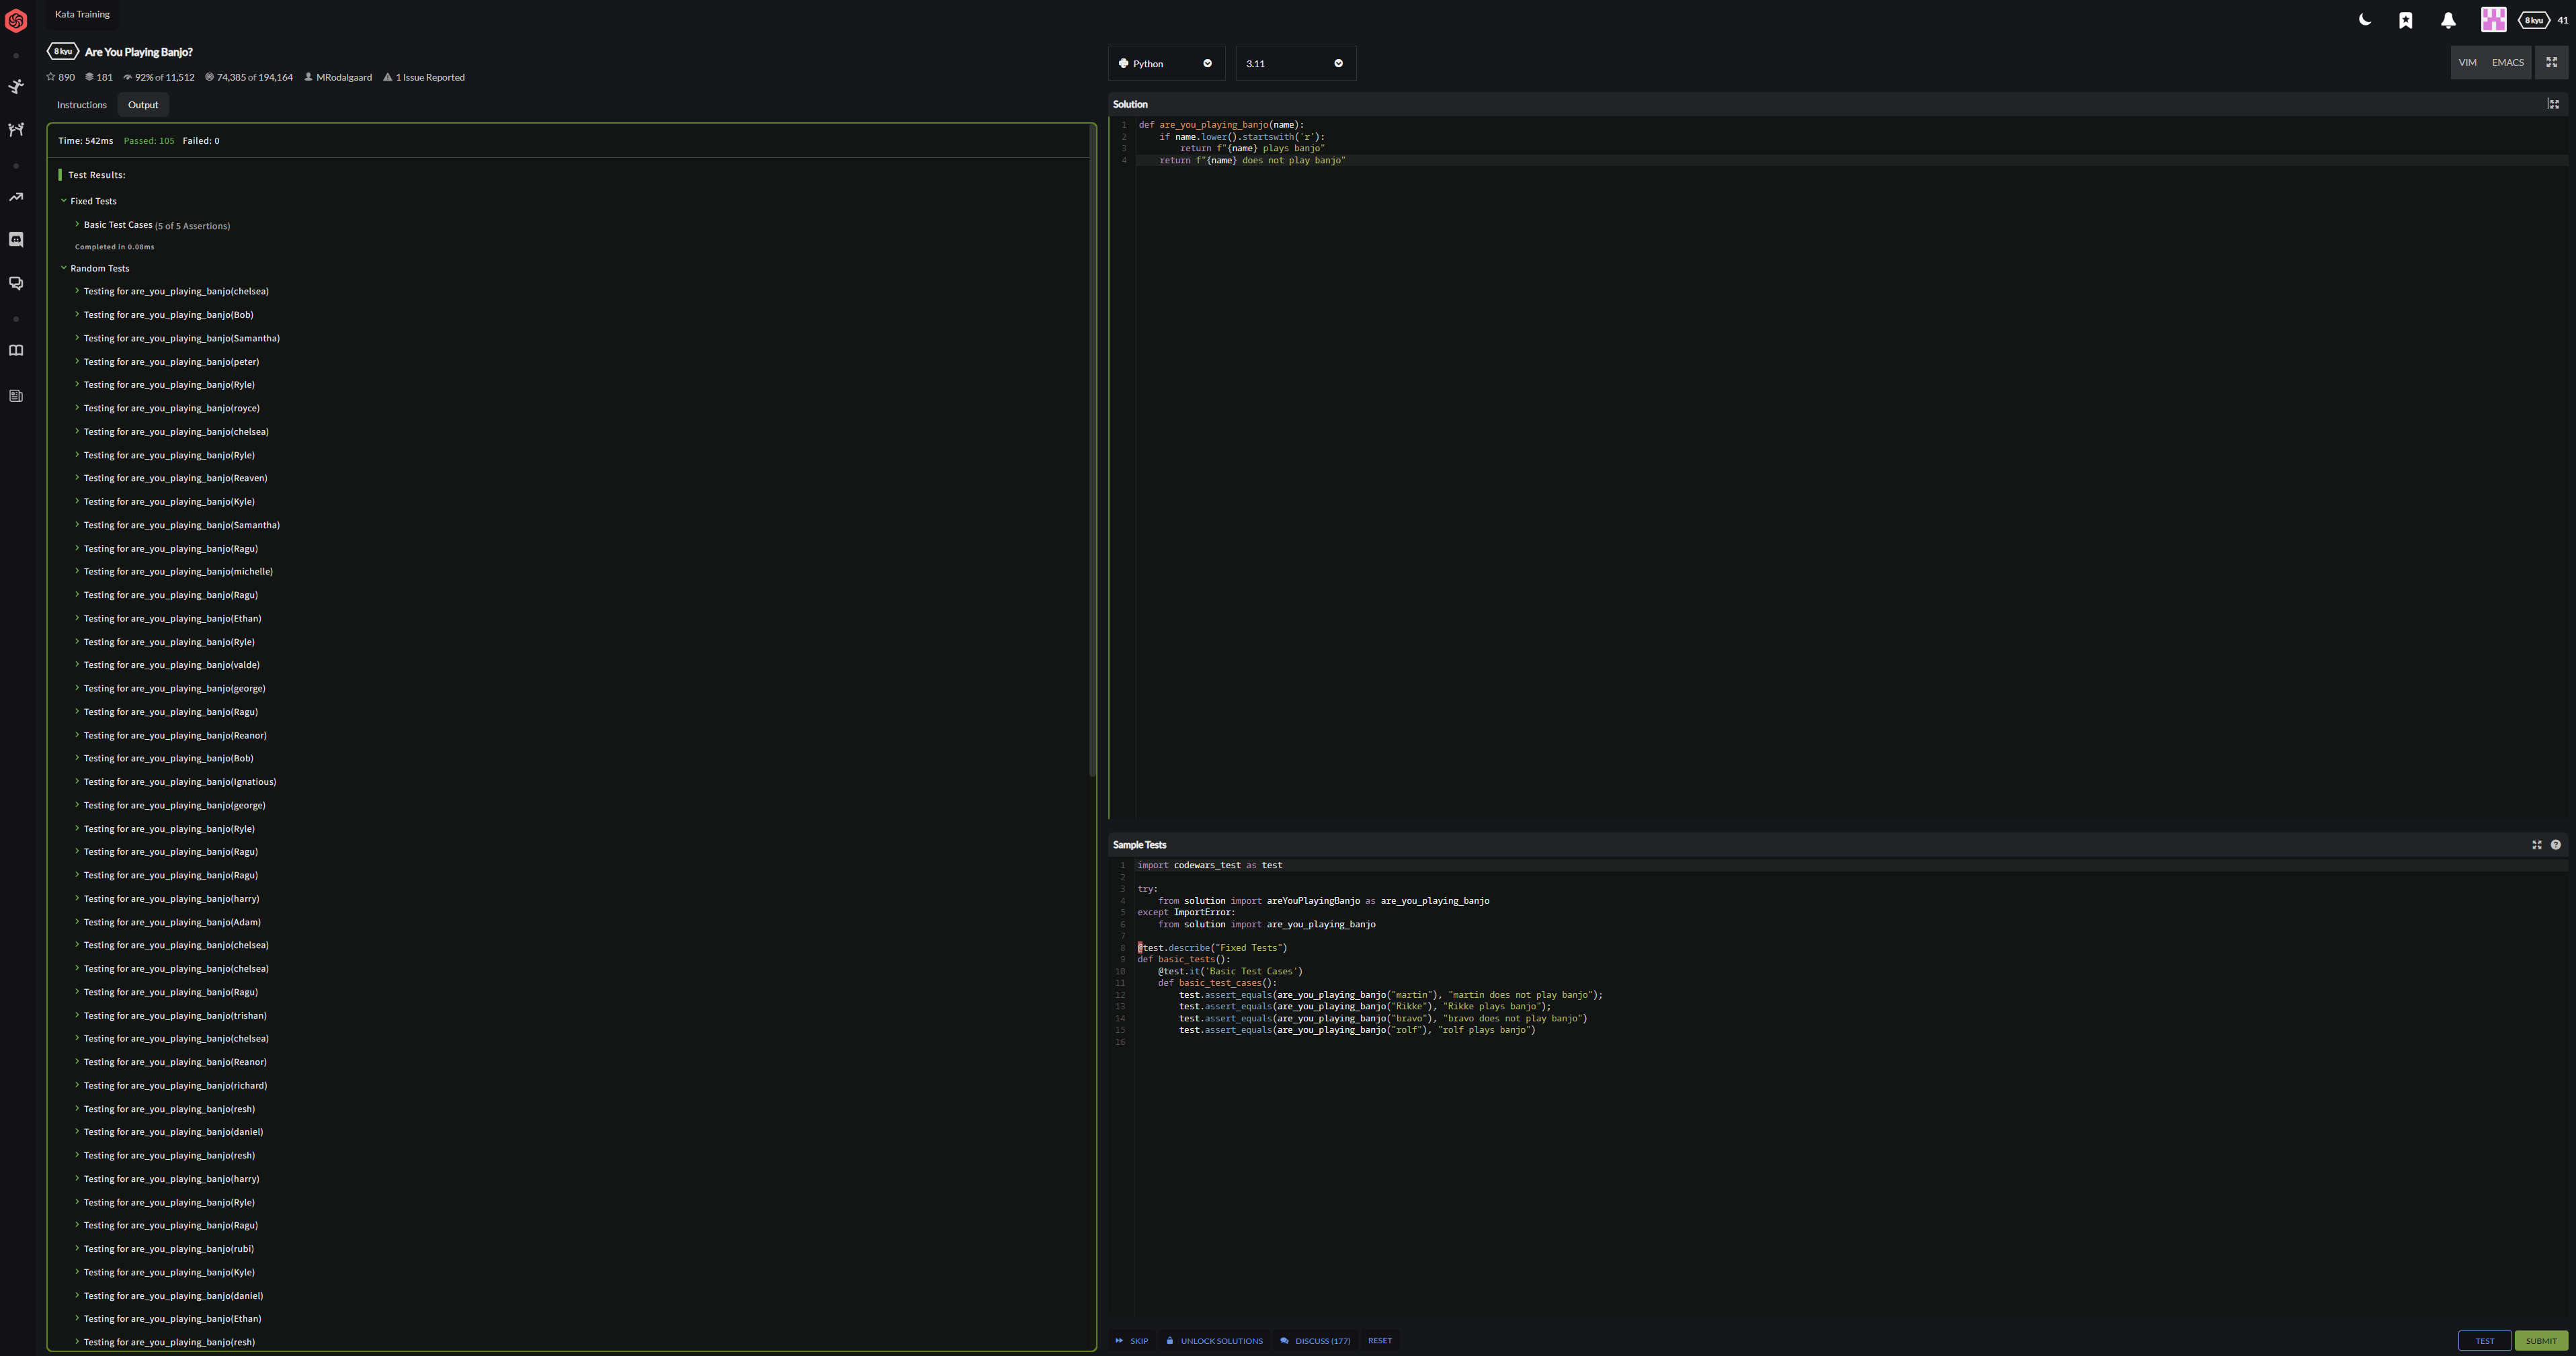 Kata Training
8 kyu 41
8 kyu Are You Playing Banjo?
890 181 92% of 11,512 74,385 of 194,164 MRodalgaard 1 Issue Reported
Instructions Output
Time: 542ms Passed: 105 Failed: 0
Test Results:
Fixed Tests
Basic Test Cases (5 of 5 Assertions)
Completed in 0.08ms
Random Tests
Testing for are_you_playing_banjo(chelsea)
Testing for are_you_playing_banjo(Bob)
Testing for are_you_playing_banjo(Samantha)
Testing for are_you_playing_banjo(peter)
Testing for are_you_playing_banjo(Ryle)
Testing for are_you_playing_banjo(royce)
Testing for are_you_playing_banjo(chelsea)
Testing for are_you_playing_banjo(Ryle)
Testing for are_you_playing_banjo(Reaven)
Testing for are_you_playing_banjo(Kyle)
Testing for are_you_playing_banjo(Samantha)
Testing for are_you_playing_banjo(Ragu)
Testing for are_you_playing_banjo(michelle)
Testing for are_you_playing_banjo(Ragu)
Testing for are_you_playing_banjo(Ethan)
Testing for are_you_playing_banjo(Ryle)
Testing for are_you_playing_banjo(valde)
Testing for are_you_playing_banjo(george)
Testing for are_you_playing_banjo(Ragu)
Testing for are_you_playing_banjo(Reanor)
Testing for are_you_playing_banjo(Bob)
Testing for are_you_playing_banjo(Ignatious)
Testing for are_you_playing_banjo(george)
Testing for are_you_playing_banjo(Ryle)
Testing for are_you_playing_banjo(Ragu)
Testing for are_you_playing_banjo(Ragu)
Testing for are_you_playing_banjo(harry)
Testing for are_you_playing_banjo(Adam)
Testing for are_you_playing_banjo(chelsea)
Testing for are_you_playing_banjo(chelsea)
Testing for are_you_playing_banjo(Ragu)
Testing for are_you_playing_banjo(trishan)
Testing for are_you_playing_banjo(chelsea)
Testing for are_you_playing_banjo(Reanor)
Testing for are_you_playing_banjo(richard)
Testing for are_you_playing_banjo(resh)
Testing for are_you_playing_banjo(daniel)
Testing for are_you_playing_banjo(resh)
Testing for are_you_playing_banjo(harry)
Testing for are_you_playing_banjo(Ryle)
Testing for are_you_playing_banjo(Ragu)
Testing for are_you_playing_banjo(rubi)
Testing for are_you_playing_banjo(Kyle)
Testing for are_you_playing_banjo(daniel)
Testing for are_you_playing_banjo(Ethan)
Testing for are_you_playing_banjo(resh)
Python 3.11 VIM EMACS
Solution
1 def are_you_playing_banjo(name):
2     if name.lower().startswith('r'):
3         return f"{name} plays banjo"
4     return f"{name} does not play banjo"
Sample Tests
1 import codewars_test as test
2
3 try:
4     from solution import areYouPlayingBanjo as are_you_playing_banjo
5 except ImportError:
6     from solution import are_you_playing_banjo
7
8 @test.describe("Fixed Tests")
9 def basic_tests():
10     @test.it('Basic Test Cases')
11     def basic_test_cases():
12         test.assert_equals(are_you_playing_banjo("martin"), "martin does not play banjo");
13         test.assert_equals(are_you_playing_banjo("Rikke"), "Rikke plays banjo");
14         test.assert_equals(are_you_playing_banjo("bravo"), "bravo does not play banjo")
15         test.assert_equals(are_you_playing_banjo("rolf"), "rolf plays banjo")
16
SKIP UNLOCK SOLUTIONS DISCUSS (177) RESET TEST SUBMIT